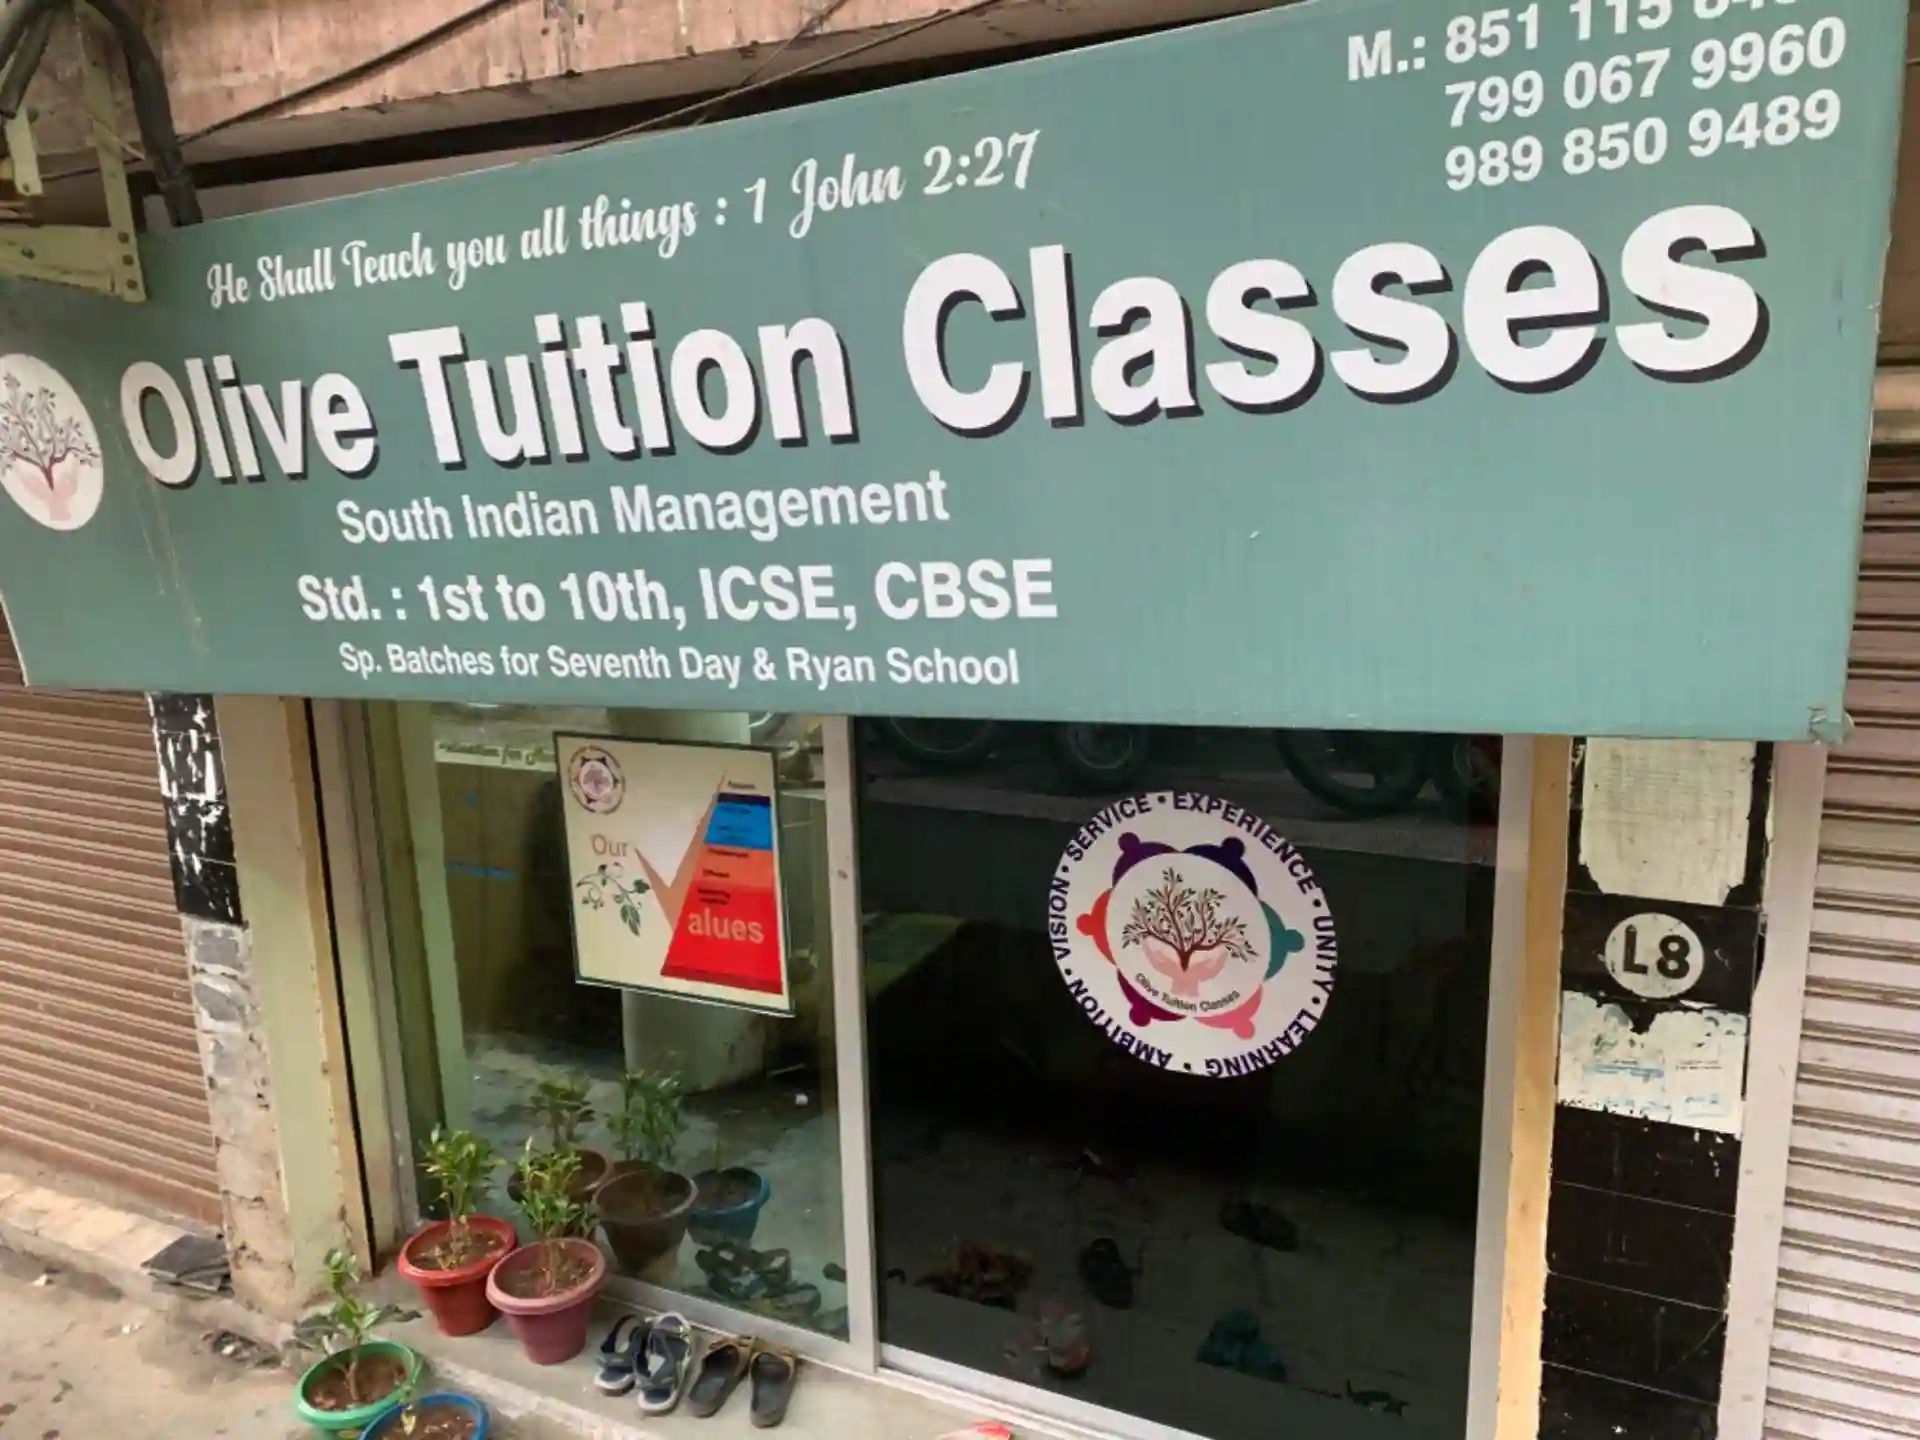 M.: 851 115
799 067 9960
989 850 9489
He Shall Teach you all things : 1 John 2:27
Olive Tuition Classes
South Indian Management
Std. : 1st to 10th, ICSE, CBSE
Sp. Batches for Seventh Day & Ryan School
Our
alues
VISION • SERVICE • EXPERIENCE • UNITY • LEARNING • AMBITION •
Olive Tuition Classes
L8